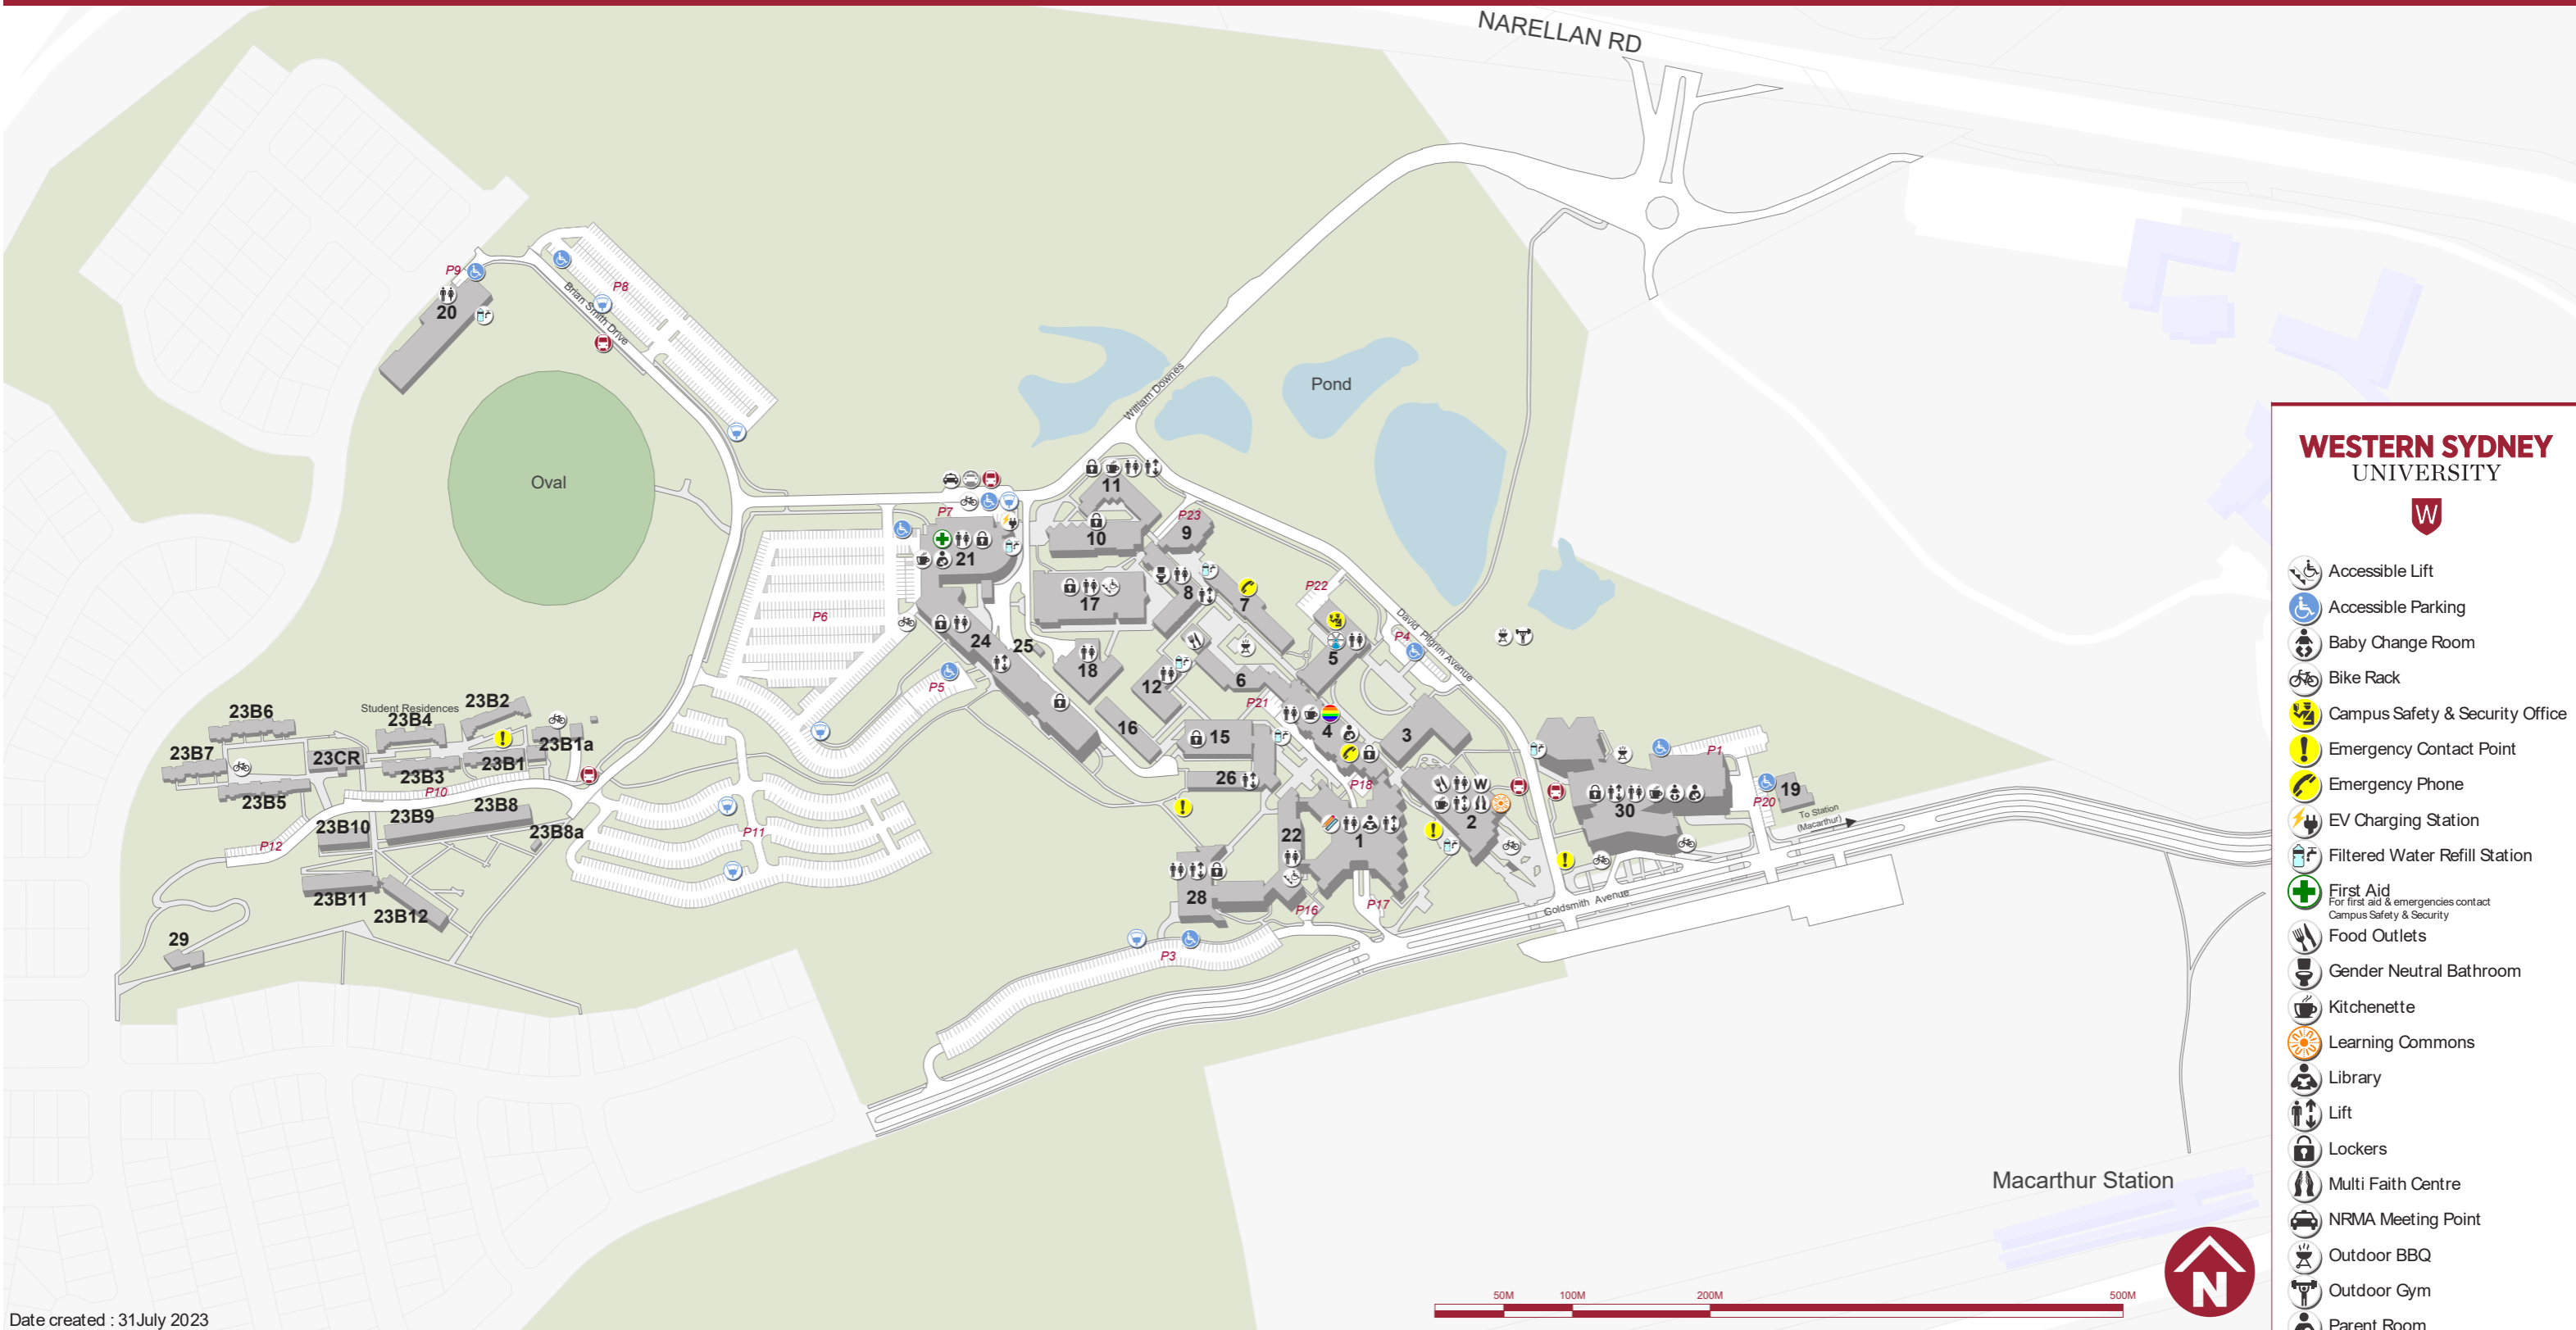 NARELLAN RD
P9
P8
20
Brian Smith Drive
Pond
William Downes
Oval
11
P7
P23
10
9
21
P22
17
8
7
P6
David Pilgrim Avenue
P4
24
25
5
18
P5
12
6
23B2
P21
23B6
Student Residences
23B4
16
15
4
3
23B1a
23B7
23CR
23B1
P1
23B3
26
P18
19
P10
23B5
P20
23B8
To Station
(Macarthur)
30
23B9
23B10
2
23B8a
P11
22
1
P12
23B11
28
Goldsmith Avenue
23B12
P16
P17
29
P3
Macarthur Station
50M
100M
200M
500M
N
Date created : 31July 2023
WESTERN SYDNEY
UNIVERSITY
W
Accessible Lift
Accessible Parking
Baby Change Room
Bike Rack
Campus Safety & Security Office
Emergency Contact Point
Emergency Phone
EV Charging Station
Filtered Water Refill Station
First Aid
For first aid & emergencies contact
Campus Safety & Security
Food Outlets
Gender Neutral Bathroom
Kitchenette
Learning Commons
Library
Lift
Lockers
Multi Faith Centre
NRMA Meeting Point
Outdoor BBQ
Outdoor Gym
Parent Room